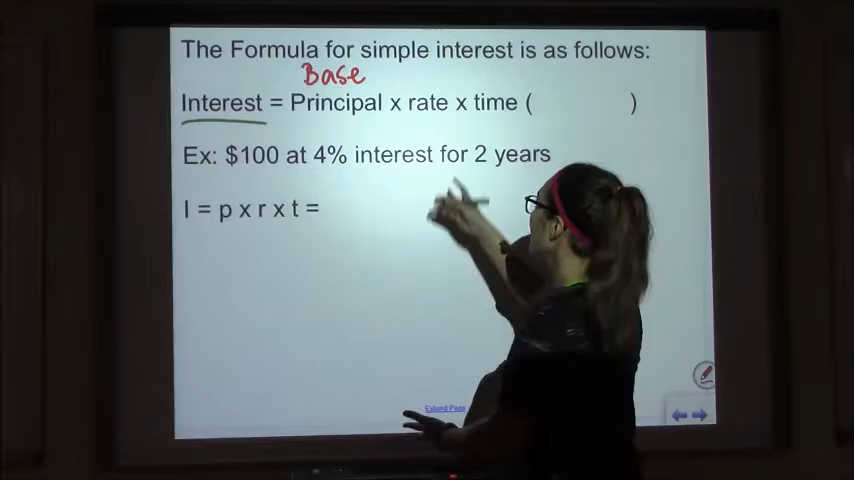 The Formula for simple interest is as follows:
Base
Interest = Principal x rate x time ( )
Ex: $100 at 4% interest for 2 years
I = p x r x t =
Extend Page